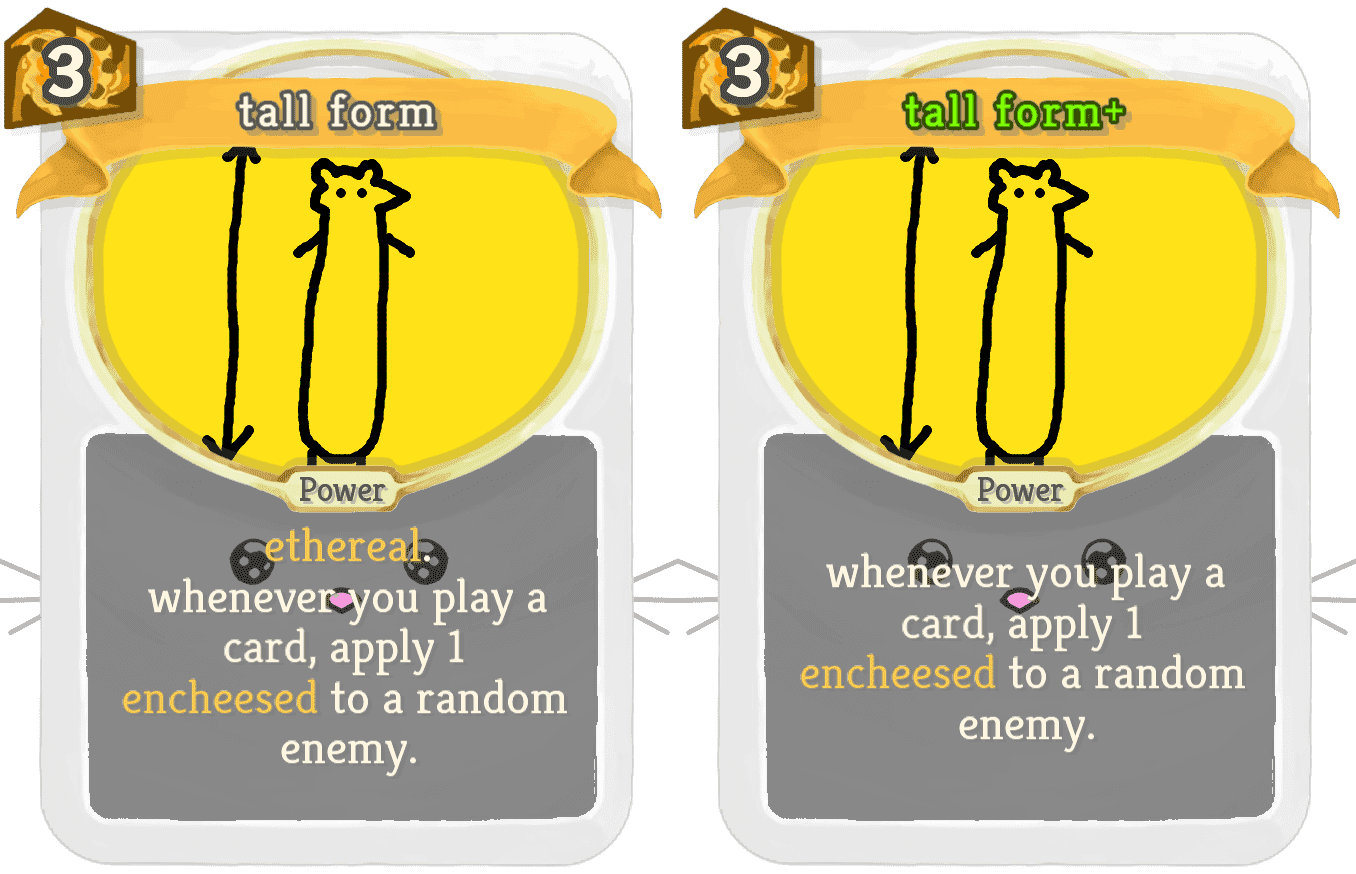 3
tall form
Power
ethereal.
whenever you play a
card, apply 1
encheesed to a random
enemy.
3
tall form+
Power
whenever you play a
card, apply 1
encheesed to a random
enemy.